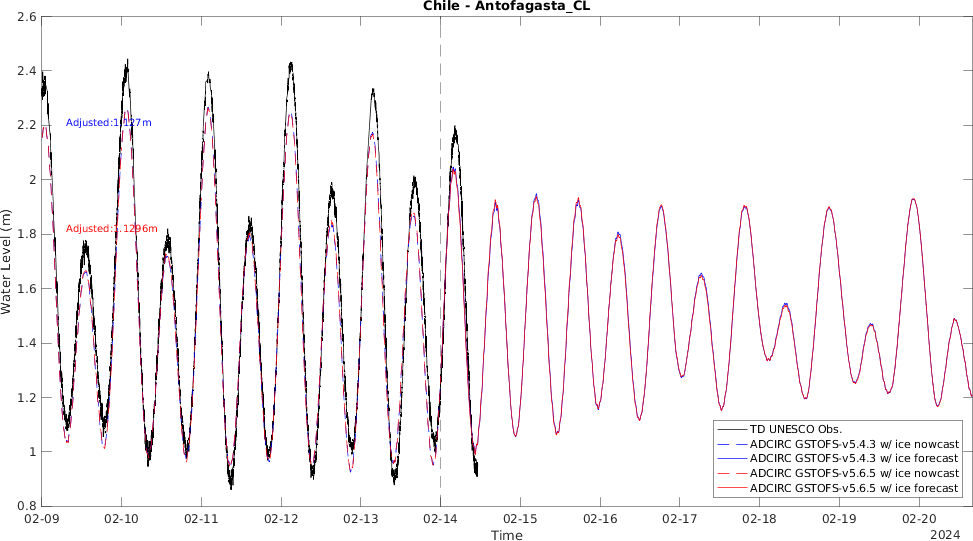 Chile - Antofagasta_CL
2.6
2.4
2.2
2
1.8
1.6
1.4
1.2
1
0.8
Water Level (m)
Adjusted:1.127m
Adjusted:1.1296m
TD UNESCO Obs.
ADCIRC GSTOFS-v5.4.3 w/ ice nowcast
ADCIRC GSTOFS-v5.4.3 w/ ice forecast
ADCIRC GSTOFS-v5.6.5 w/ ice nowcast
ADCIRC GSTOFS-v5.6.5 w/ ice forecast
02-09 02-10 02-11 02-12 02-13 02-14 02-15 02-16 02-17 02-18 02-19 02-20
Time
2024